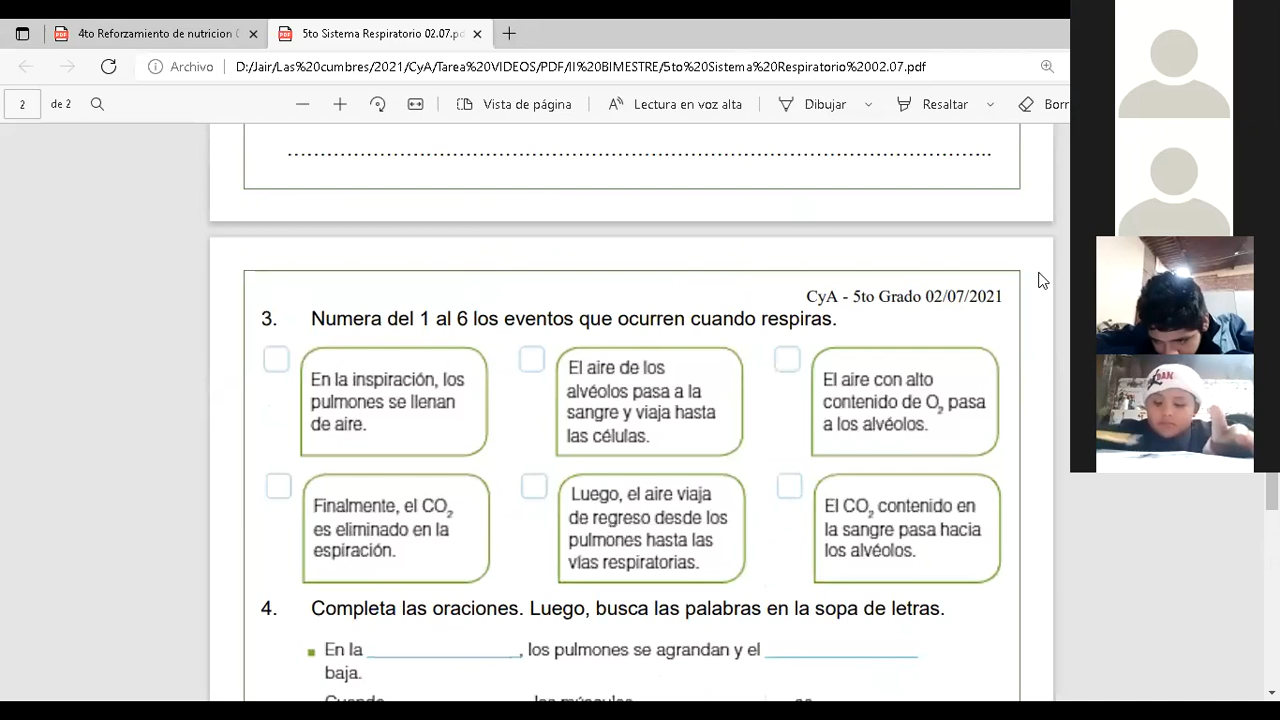 4to Reforzamiento de nutricion (
5to Sistema Respiratorio 02.07.pd
Archivo
D:/Jair/Las%20cumbres/2021/CyA/Tarea%20VIDEOS/PDF/II%20BIMESTRE/5to%20Sistema%20Respiratorio%2002.07.pdf
2 de 2
Vista de página
Lectura en voz alta
Dibujar
Resaltar
Borr
CyA - 5to Grado 02/07/2021
3. Numera del 1 al 6 los eventos que ocurren cuando respiras.
En la inspiración, los
pulmones se llenan
de aire.
El aire de los
alvéolos pasa a la
sangre y viaja hasta
las células.
El aire con alto
contenido de O₂ pasa
a los alvéolos.
Finalmente, el CO₂
es eliminado en la
espiración.
Luego, el aire viaja
de regreso desde los
pulmones hasta las
vías respiratorias.
El CO₂ contenido en
la sangre pasa hacia
los alvéolos.
4. Completa las oraciones. Luego, busca las palabras en la sopa de letras.
En la ______________, los pulmones se agrandan y el ______________
baja.